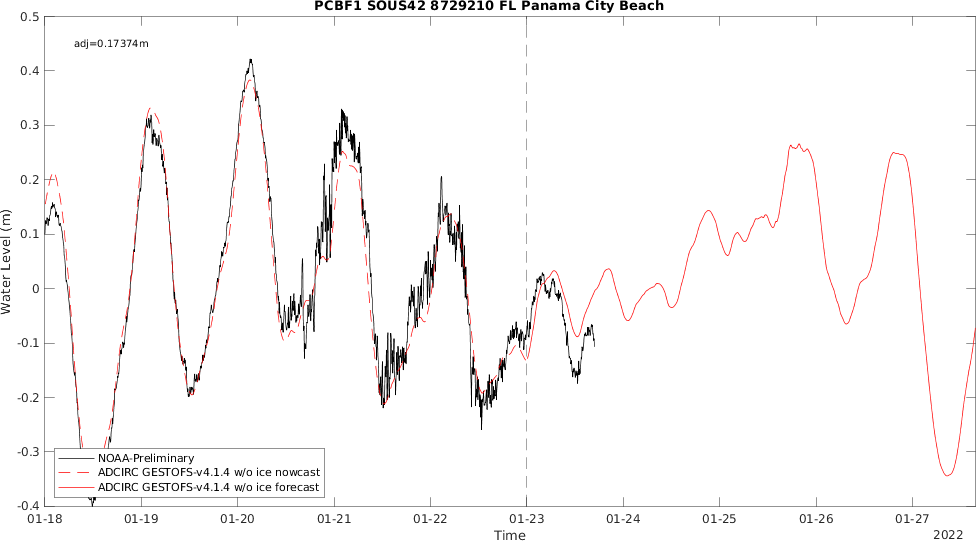 PCBF1 SOUS42 8729210 FL Panama City Beach
adj=0.17374m
0.5
0.4
0.3
0.2
0.1
0
-0.1
-0.2
-0.3
-0.4
Water Level (m)
NOAA-Preliminary
ADCIRC GESTOFS-v4.1.4 w/o ice nowcast
ADCIRC GESTOFS-v4.1.4 w/o ice forecast
01-18 01-19 01-20 01-21 01-22 01-23 01-24 01-25 01-26 01-27
Time
2022